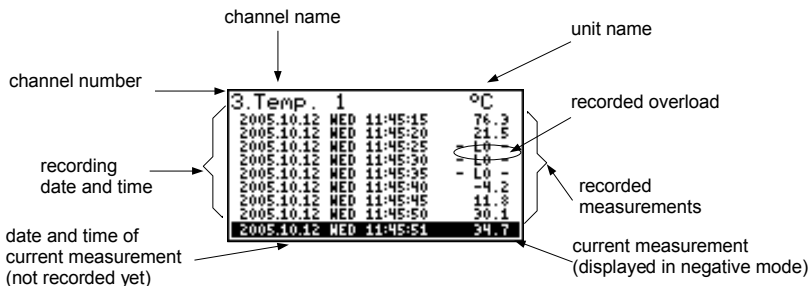 channel name
unit name
channel number
recorded overload
3.Temp. 1 °C
2005.10.12 WED 11:45:15 76.3
2005.10.12 WED 11:45:20 21.5
2005.10.12 WED 11:45:25 - L0 -
2005.10.12 WED 11:45:30 - L0 -
2005.10.12 WED 11:45:35 - L0 -
2005.10.12 WED 11:45:40 -4.2
2005.10.12 WED 11:45:45 11.8
2005.10.12 WED 11:45:50 30.1
2005.10.12 WED 11:45:51 34.7
recording
date and time
recorded
measurements
date and time of
current measurement
(not recorded yet)
current measurement
(displayed in negative mode)